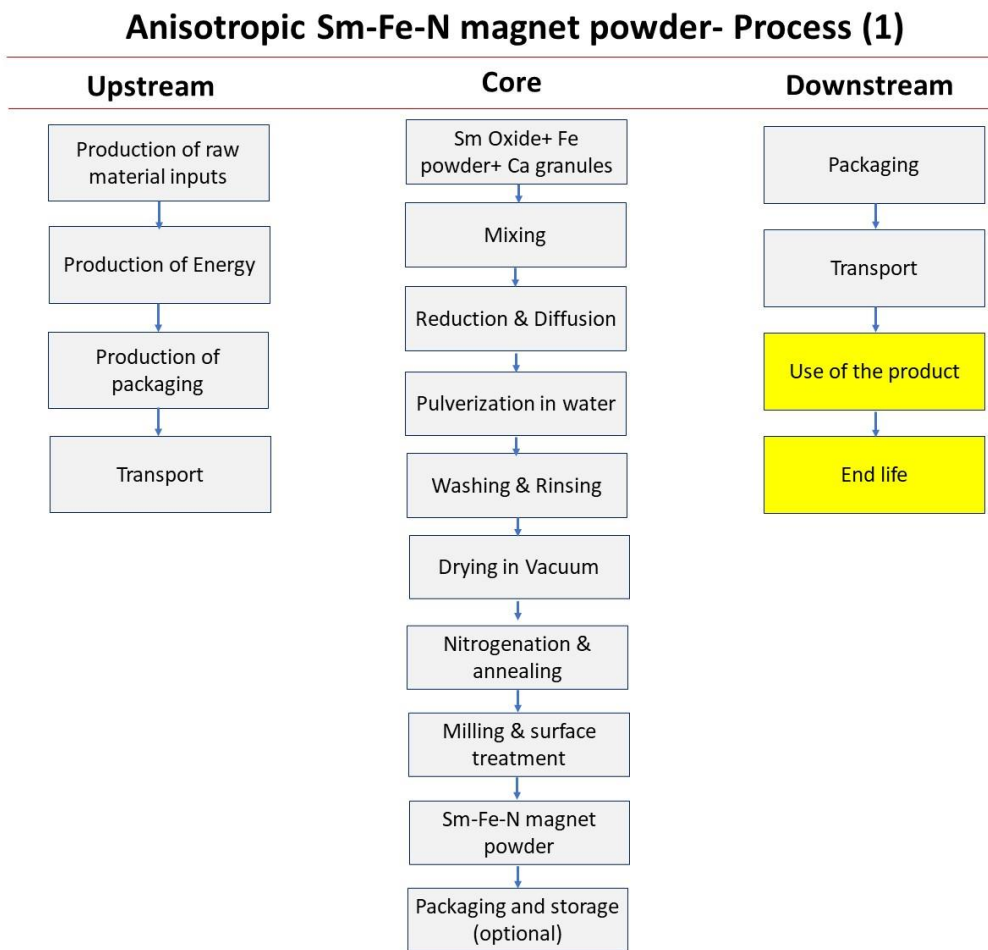 Anisotropic Sm-Fe-N magnet powder- Process (1)
Upstream
Core
Downstream
Production of raw
material inputs
Production of Energy
Production of
packaging
Transport
Sm Oxide+ Fe
powder+ Ca granules
Mixing
Reduction & Diffusion
Pulverization in water
Washing & Rinsing
Drying in Vacuum
Nitrogenation &
annealing
Milling & surface
treatment
Sm-Fe-N magnet
powder
Packaging and storage
(optional)
Packaging
Transport
Use of the product
End life